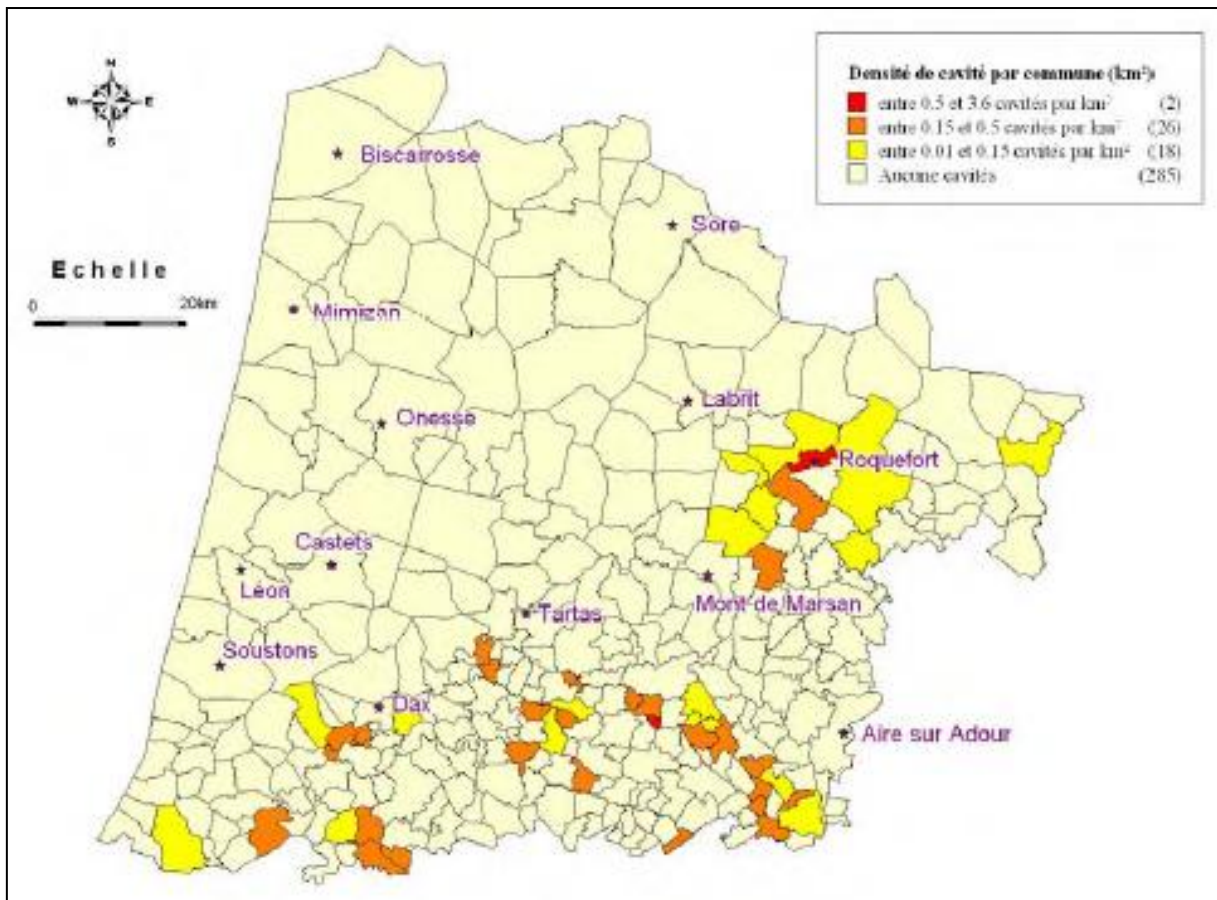 N
W E
S
Densité de cavité par commune (km²)s
entre 0.5 et 3.6 cavités par km² (2)
entre 0.15 et 0.5 cavités par km² (26)
entre 0.01 et 0.15 cavités par km² (18)
Aucune cavités (285)
Biscarrosse
Sore
Echelle
0 20km
Mimizan
Labrit
Onesse
Roquefort
Castets
Léon
Mont de Marsan
Tartas
Soustons
Dax
Aire sur Adour